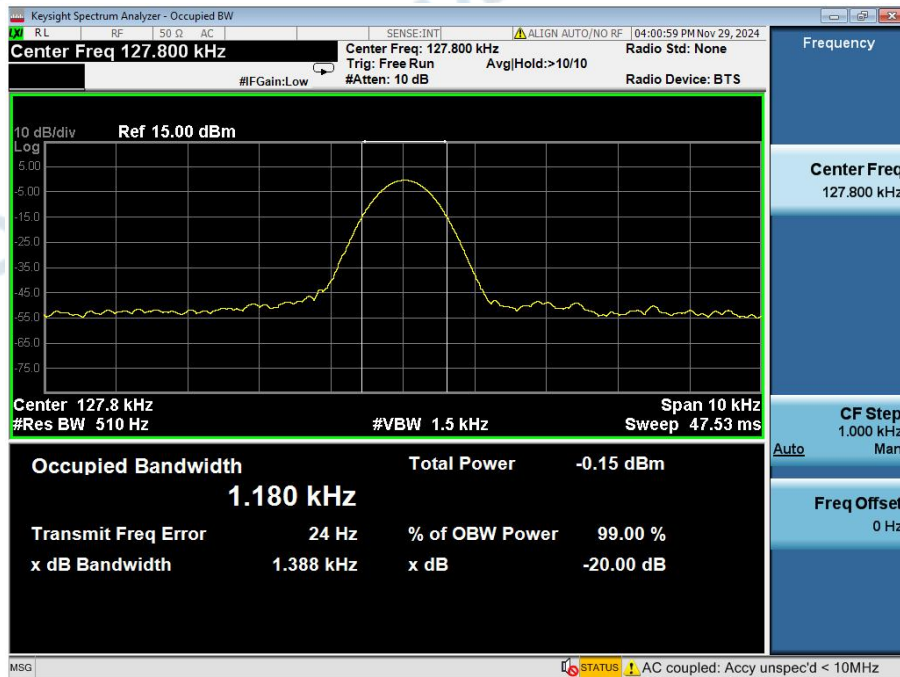 Keysight Spectrum Analyzer - Occupied BW
LXI RL RF 50 Ω AC SENSE:INT ALIGN AUTO/NO RF 04:00:59 PM Nov 29, 2024
Center Freq 127.800 kHz
Center Freq: 127.800 kHz Radio Std: None
Trig: Free Run Avg|Hold:>10/10
#IFGain:Low #Atten: 10 dB Radio Device: BTS
Frequency
10 dB/div Ref 15.00 dBm
Log
5.00
-5.00
-15.0
-25.0
-35.0
-45.0
-55.0
-65.0
-75.0
Center 127.8 kHz Span 10 kHz
#Res BW 510 Hz #VBW 1.5 kHz Sweep 47.53 ms
Occupied Bandwidth Total Power -0.15 dBm
1.180 kHz
Transmit Freq Error 24 Hz % of OBW Power 99.00 %
x dB Bandwidth 1.388 kHz x dB -20.00 dB
Center Freq
127.800 kHz
CF Step
1.000 kHz
Auto Man
Freq Offset
0 Hz
MSG STATUS AC coupled: Accy unspec'd < 10MHz